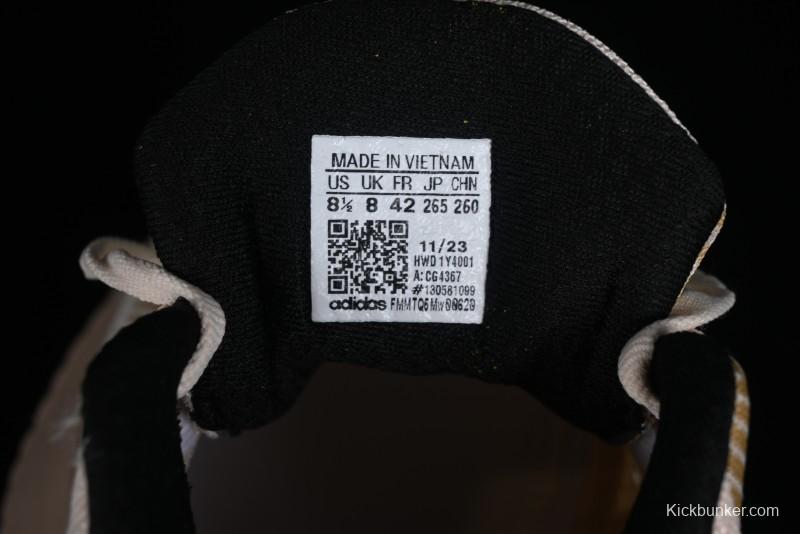 MADE IN VIETNAM
US UK FR JP CHN
8½ 8 42 265 260
11/23
HWD 1Y4001
A: CG4367
#130581099
adidas FMMTQ5Mw00620
Kickbunker.com